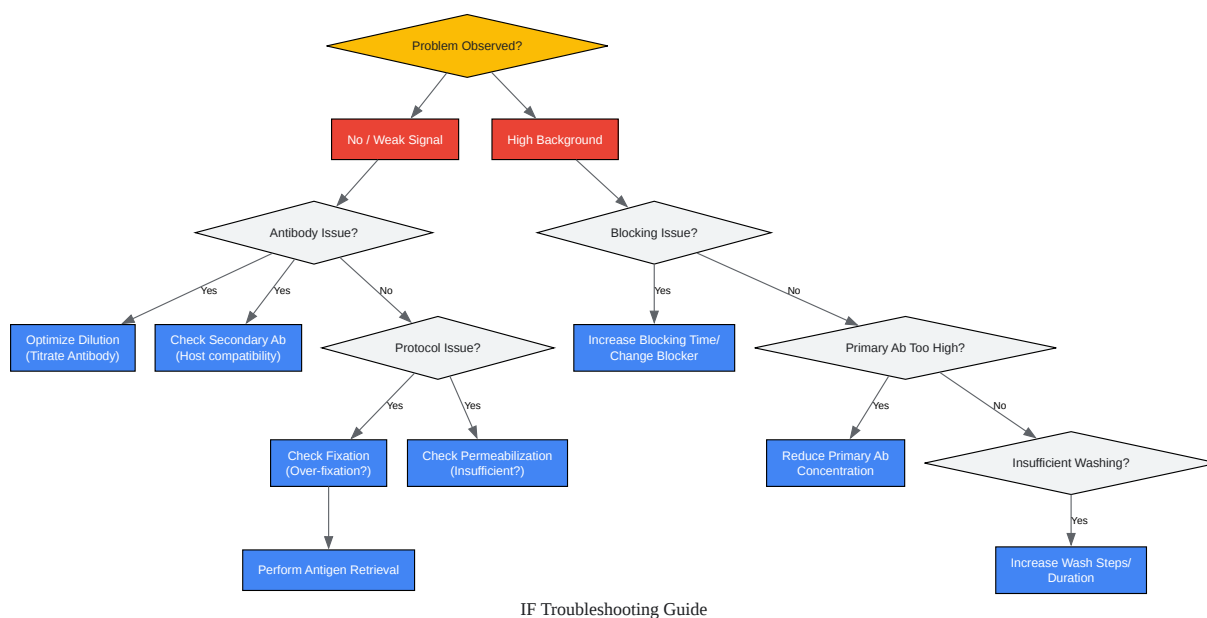 Problem Observed?
No / Weak Signal
High Background
Antibody Issue?
Blocking Issue?
Yes
Yes
No
Yes
No
Optimize Dilution
(Titrate Antibody)
Check Secondary Ab
(Host compatibility)
Protocol Issue?
Increase Blocking Time/
Change Blocker
Primary Ab Too High?
Yes
Yes
Yes
No
Check Fixation
(Over-fixation?)
Check Permeabilization
(Insufficient?)
Reduce Primary Ab
Concentration
Insufficient Washing?
Yes
Perform Antigen Retrieval
Increase Wash Steps/
Duration
IF Troubleshooting Guide